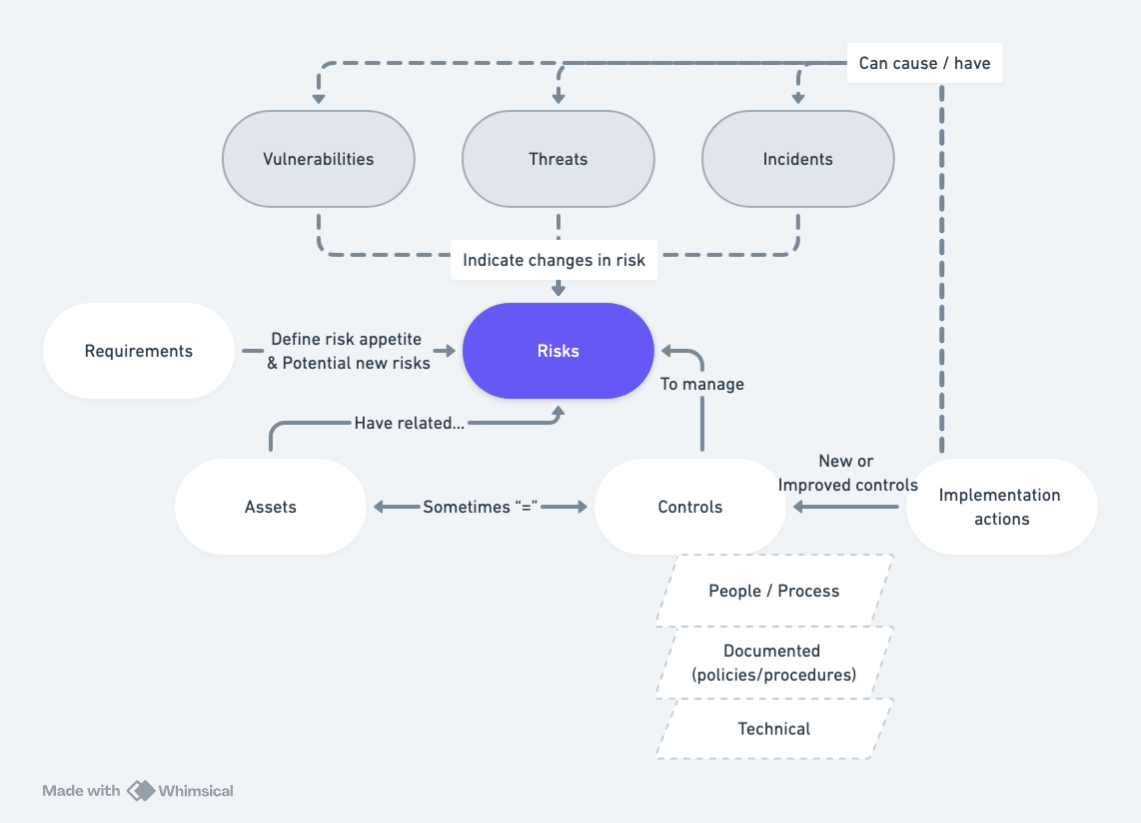 Can cause / have
Vulnerabilities
Threats
Incidents
Indicate changes in risk
Requirements
Define risk appetite
& Potential new risks
Risks
To manage
Have related...
Assets
Sometimes “=”
Controls
New or
Improved controls
Implementation
actions
People / Process
Documented
(policies/procedures)
Technical
Made with Whimsical